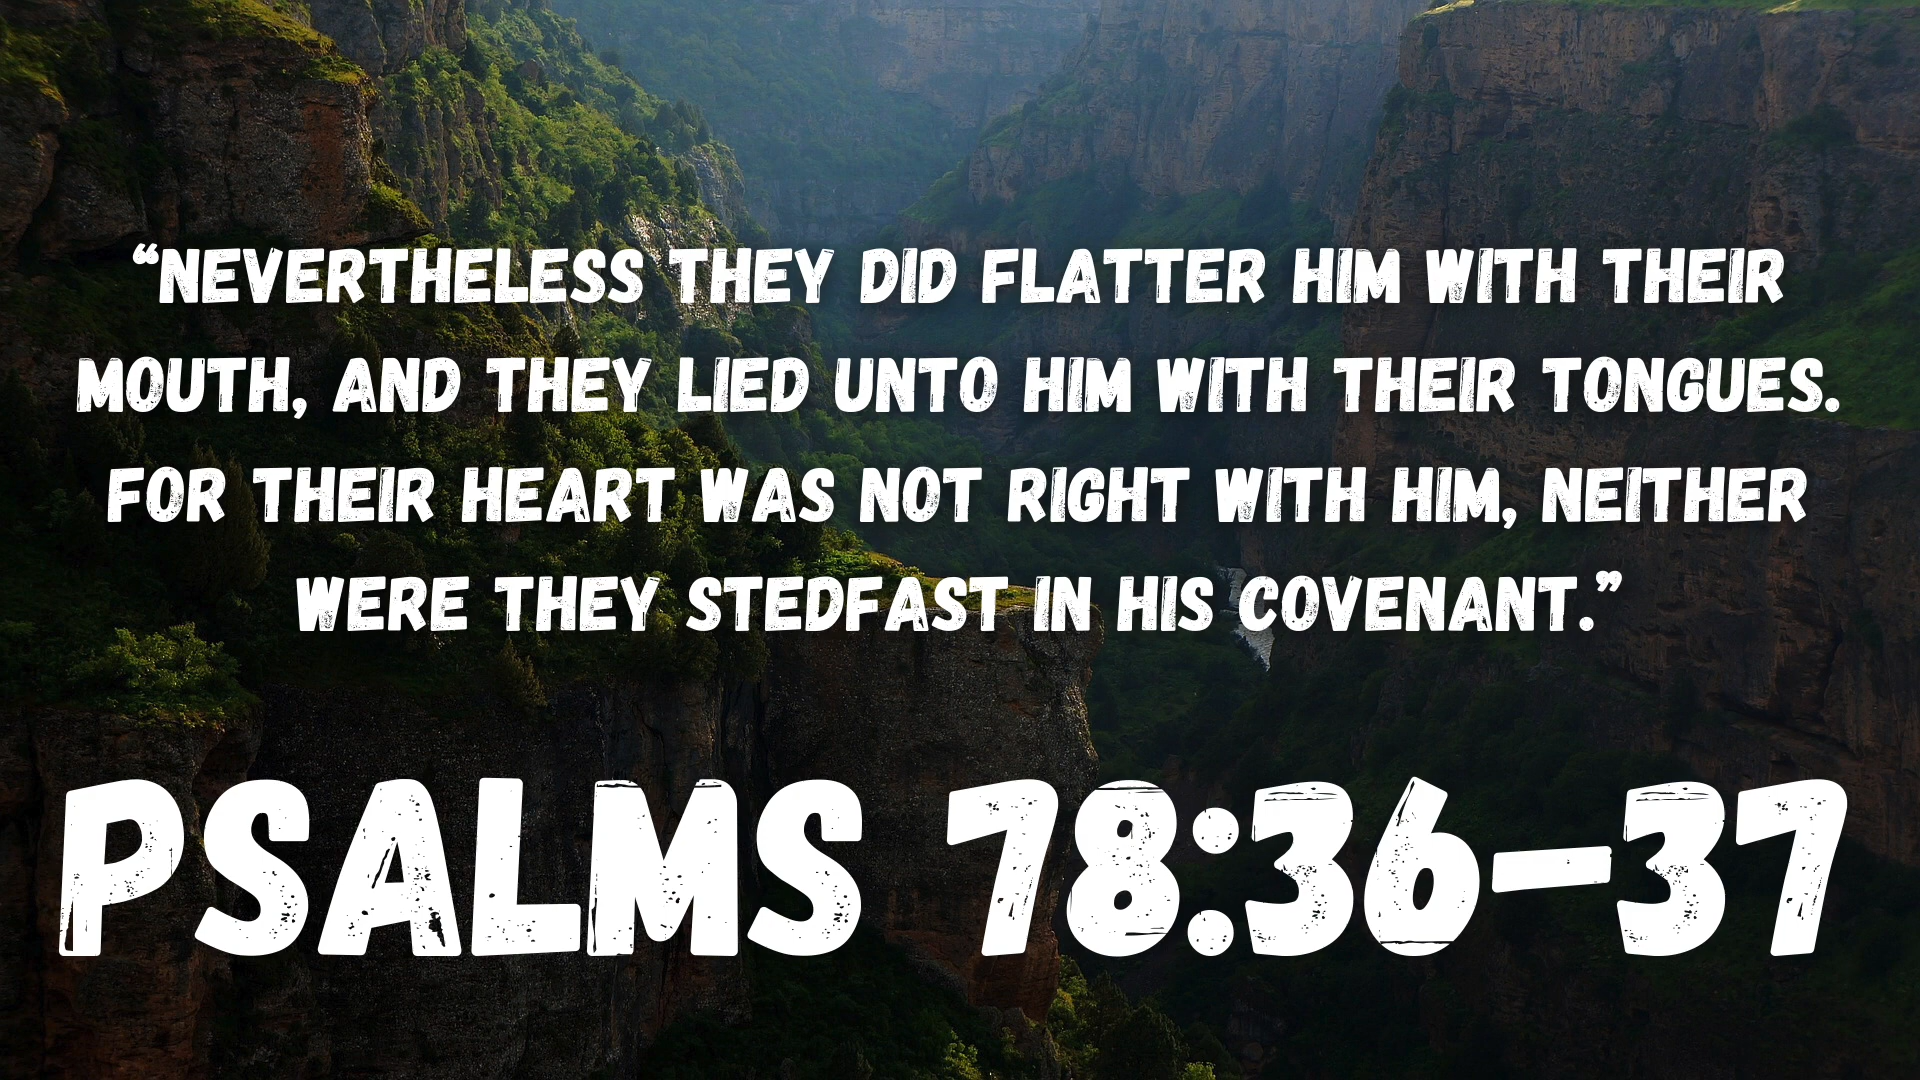 “NEVERTHELESS THEY DID FLATTER HIM WITH THEIR
MOUTH, AND THEY LIED UNTO HIM WITH THEIR TONGUES.
FOR THEIR HEART WAS NOT RIGHT WITH HIM, NEITHER
WERE THEY STEDFAST IN HIS COVENANT.”
PSALMS 78:36-37